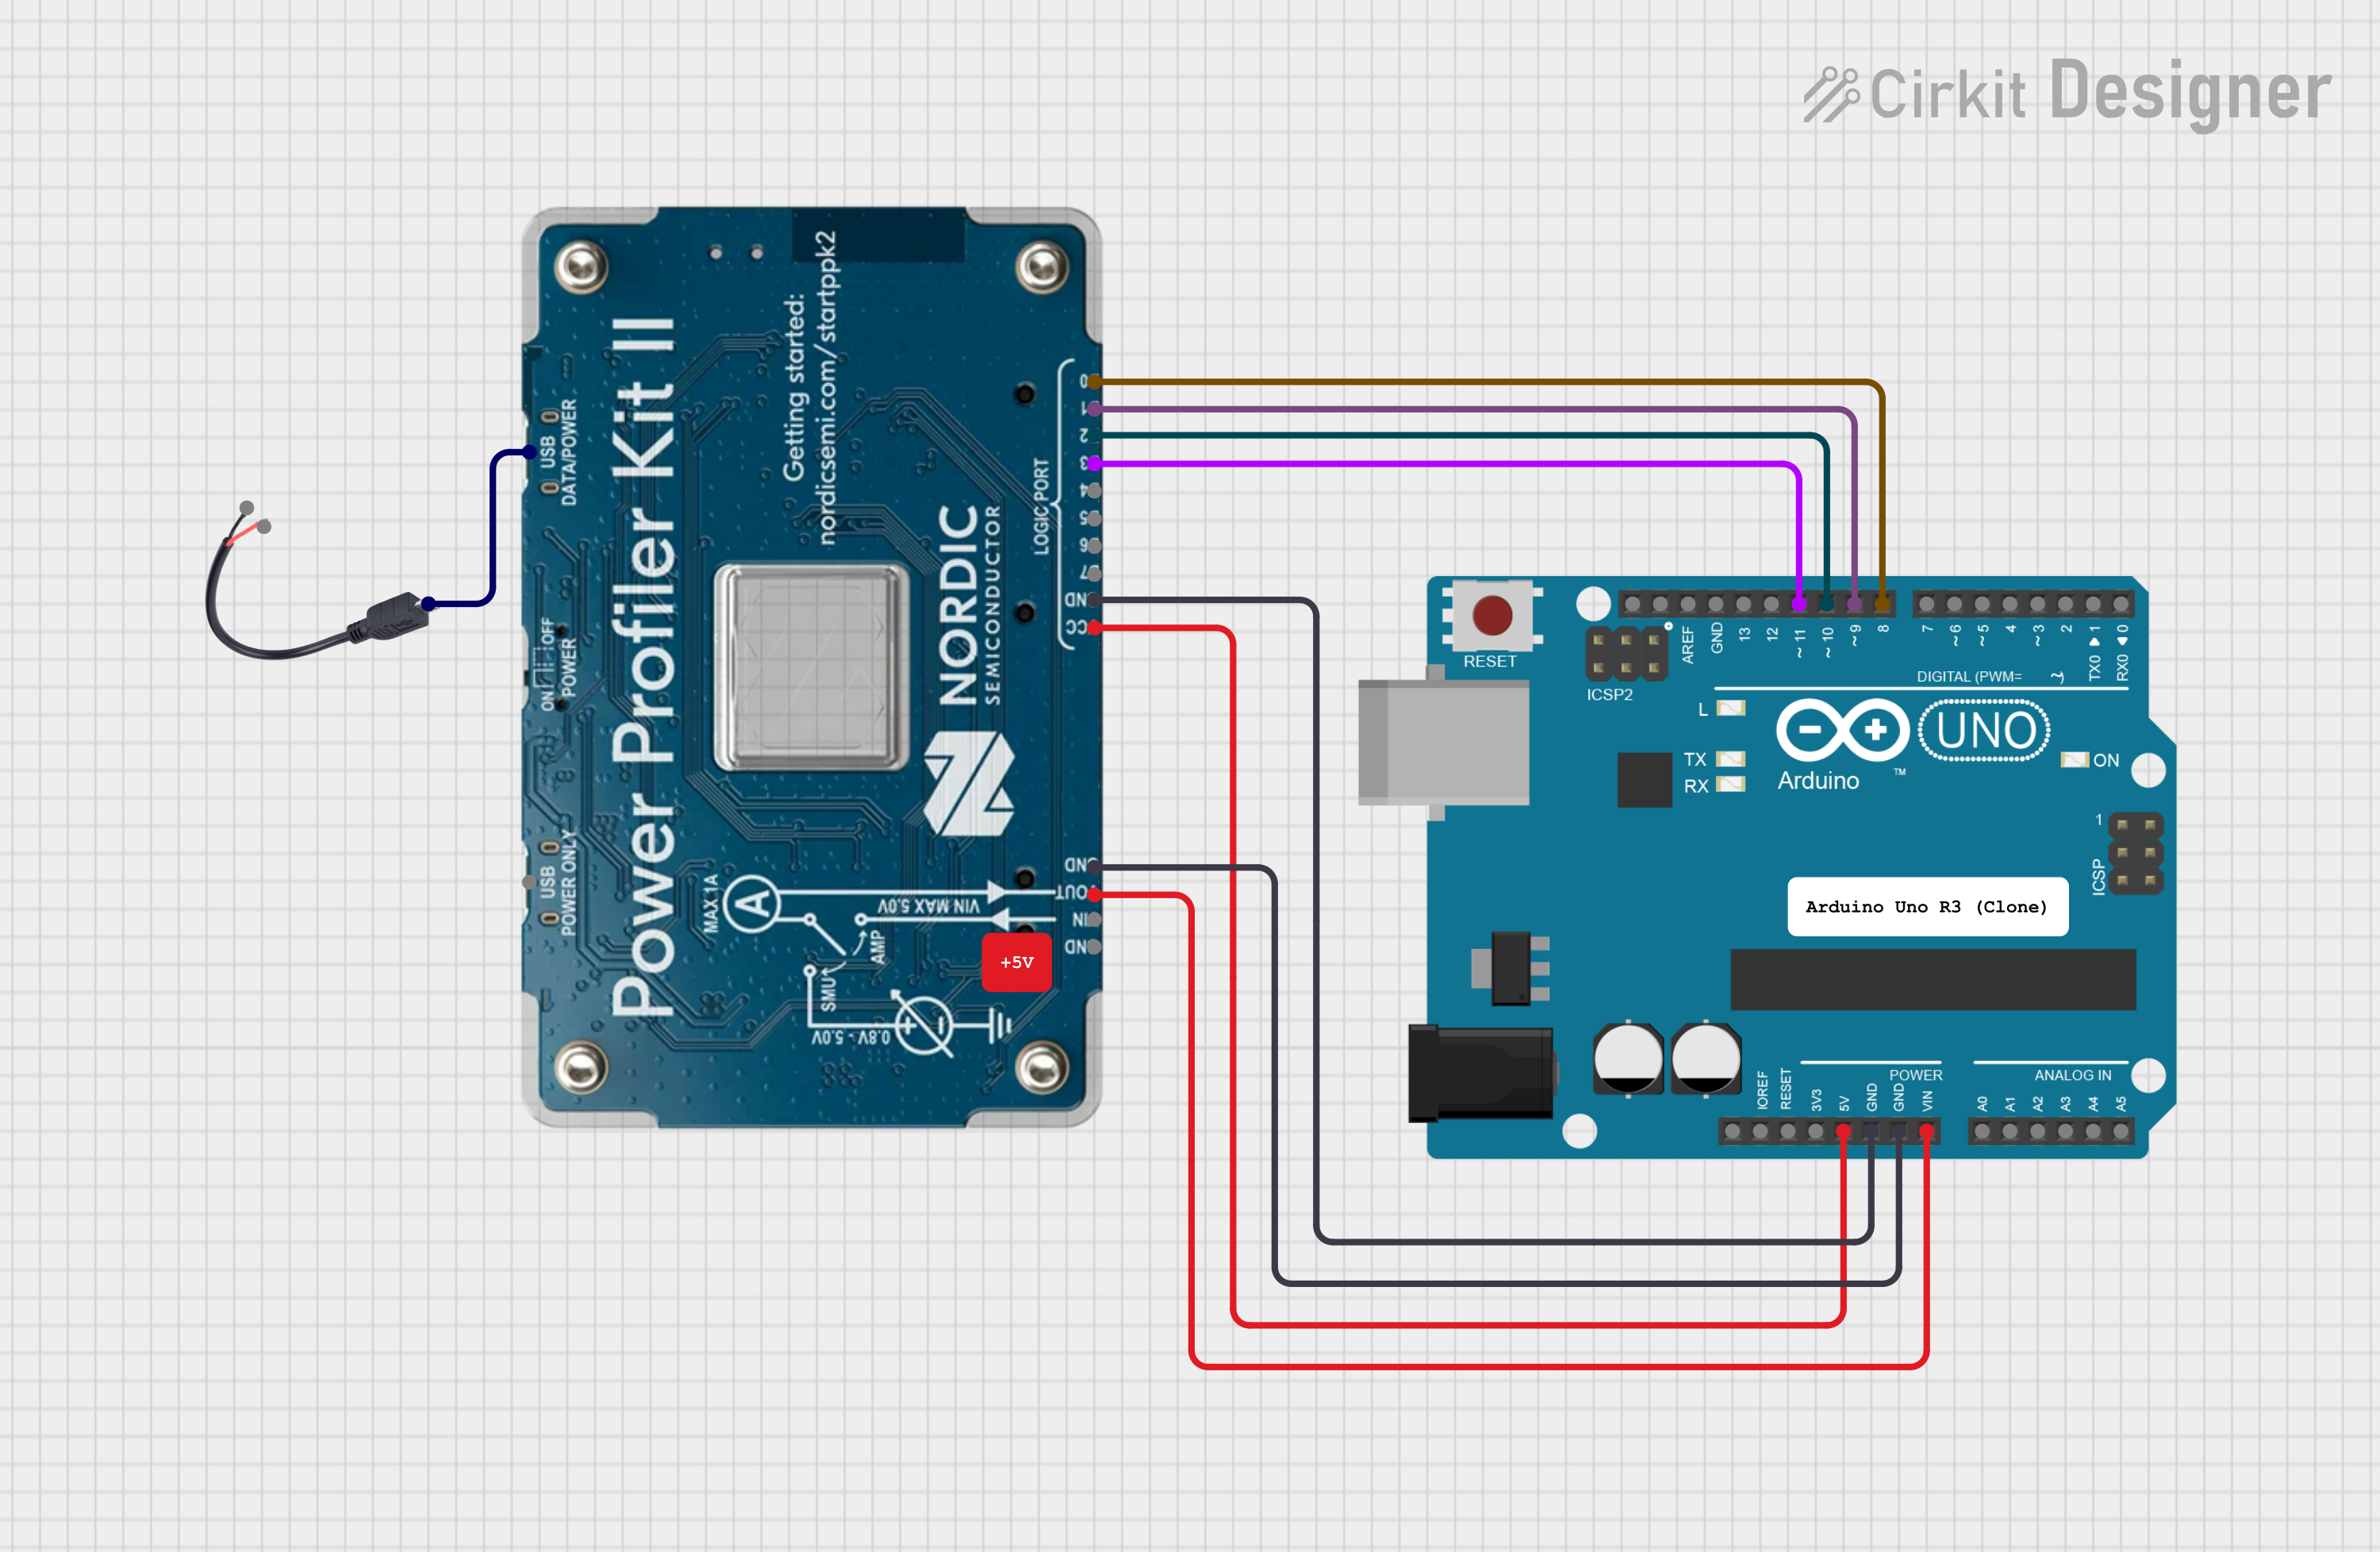 Cirkit Designer
Power Profiler Kit II
Getting started:
nordicsemi.com/startppk2
NORDIC
SEMICONDUCTOR
LOGIC PORT
0
1
2
3
4
5
6
7
GND
USB
DATA/POWER
ON
OFF
POWER
USB
POWER ONLY
MAX 1A
A
VIN MAX 5.0V
AMP
SMU
0.8V - 5.0V
GND
IN
GND
+5V
RESET
ICSP2
AREF
GND
13
12
~11
~10
~9
8
7
~6
~5
4
~3
2
TX0 ▶ 1
RX0 ◀ 0
DIGITAL (PWM= ~)
L
TX
RX
Arduino
TM
UNO
ON
1
ICSP
Arduino Uno R3 (Clone)
IOREF
RESET
3V3
5V
GND
GND
VIN
POWER
ANALOG IN
A0
A1
A2
A3
A4
A5